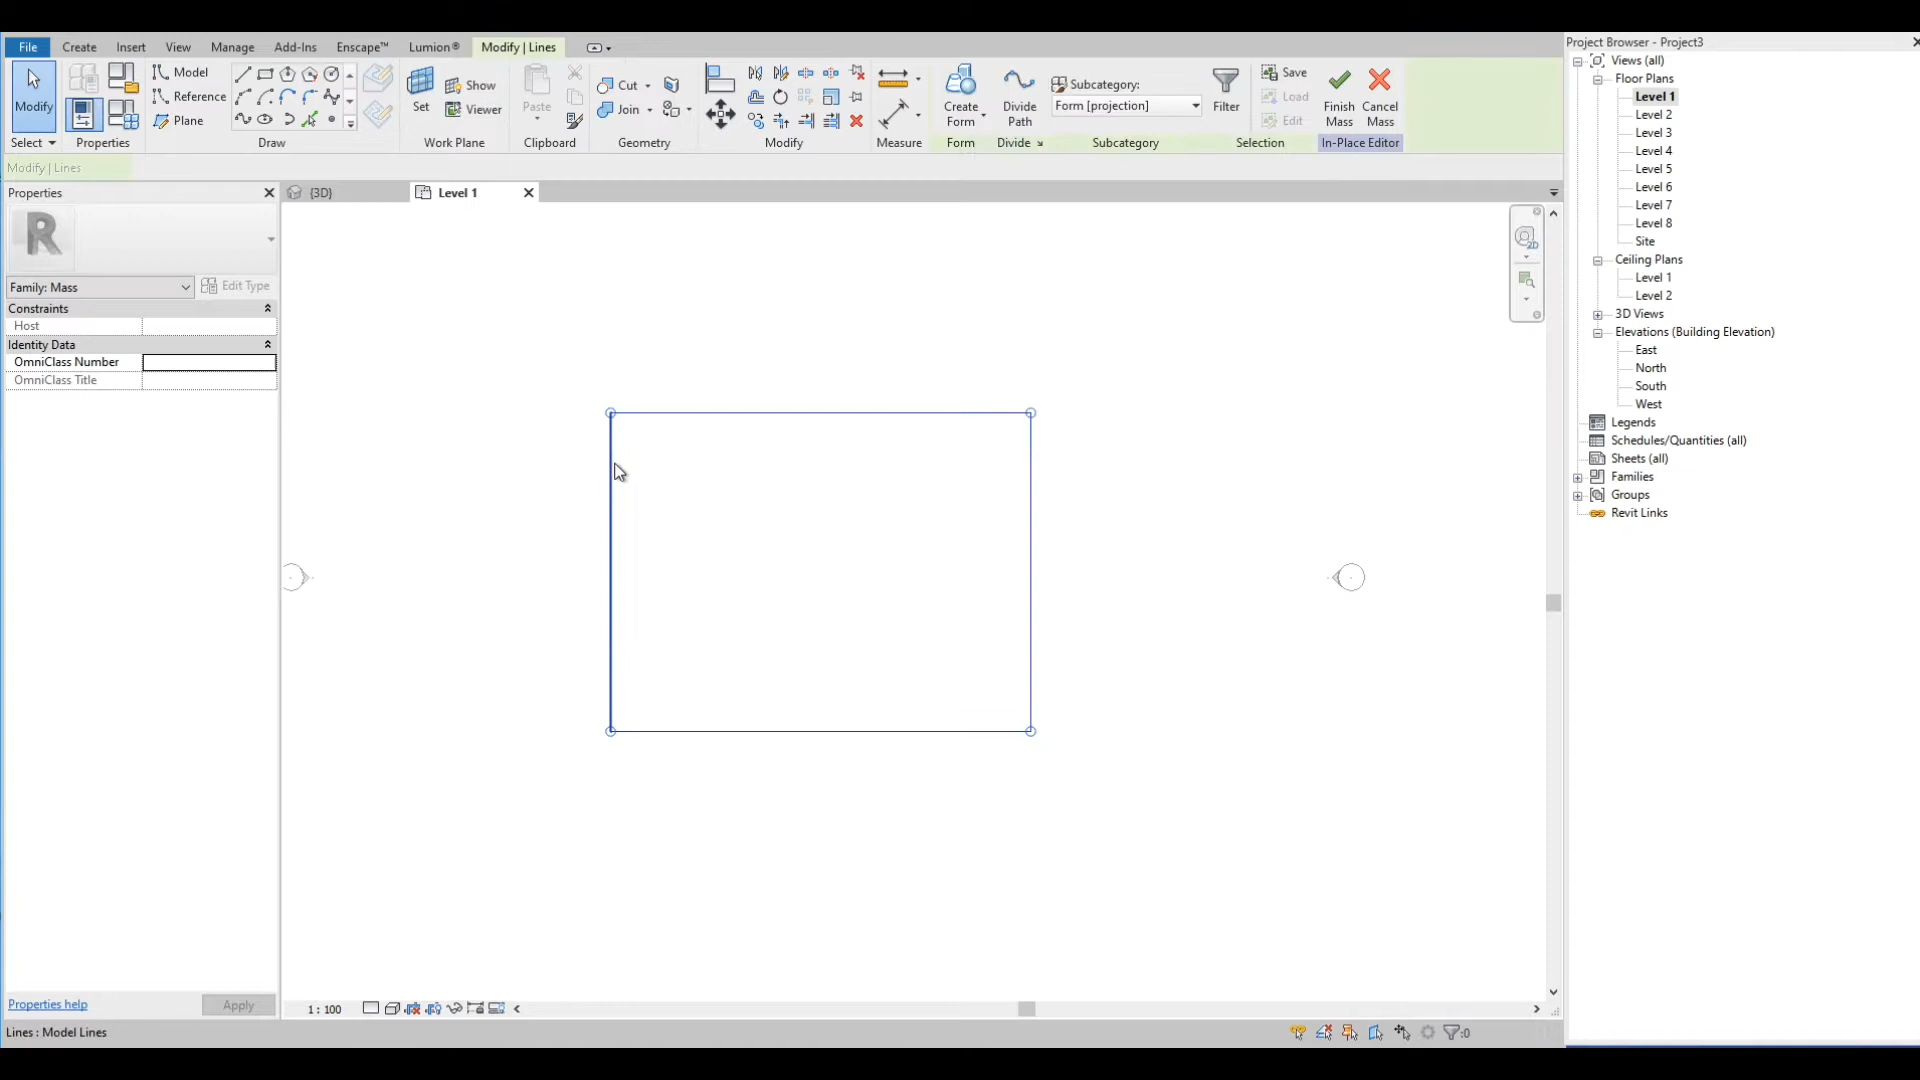 File Create Insert View Manage Add-Ins Enscape™ Lumion® Modify | Lines
Modify
Select
Properties
Model
Reference
Plane
Draw
Set
Show
Viewer
Work Plane
Paste
Clipboard
Cut
Join
Geometry
Modify
Measure
Create Form
Form
Divide Path
Divide
Subcategory:
Form [projection]
Subcategory
Filter
Save
Load
Edit
Selection
Finish Mass
Cancel Mass
In-Place Editor
Modify | Lines
Properties
R
Family: Mass
Edit Type
Constraints
Host
Identity Data
OmniClass Number
OmniClass Title
Properties help
Apply
{3D}
Level 1
2D
1 : 100
Lines : Model Lines
:0
Project Browser - Project3
Views (all)
Floor Plans
Level 1
Level 2
Level 3
Level 4
Level 5
Level 6
Level 7
Level 8
Site
Ceiling Plans
Level 1
Level 2
3D Views
Elevations (Building Elevation)
East
North
South
West
Legends
Schedules/Quantities (all)
Sheets (all)
Families
Groups
Revit Links